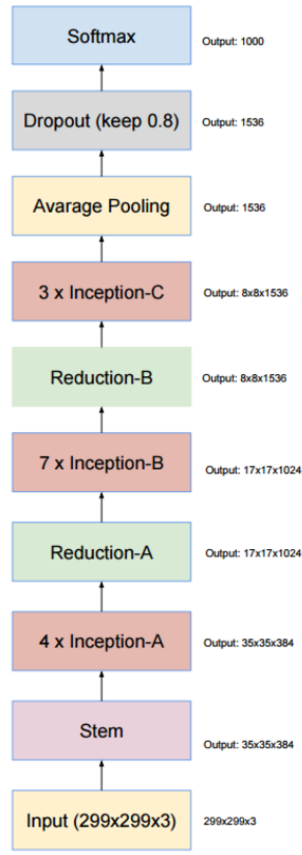 Softmax
Output: 1000
Dropout (keep 0.8)
Output: 1536
Avarage Pooling
Output: 1536
3 x Inception-C
Output: 8x8x1536
Reduction-B
Output: 8x8x1536
7 x Inception-B
Output: 17x17x1024
Reduction-A
Output: 17x17x1024
4 x Inception-A
Output: 35x35x384
Stem
Output: 35x35x384
Input (299x299x3)
299x299x3